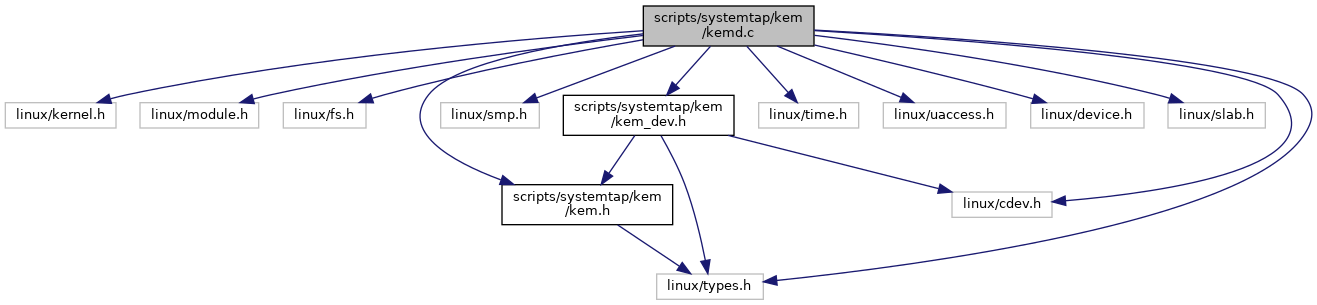 scripts/systemtap/kem
/kemd.c
linux/kernel.h
linux/module.h
linux/fs.h
linux/smp.h
scripts/systemtap/kem
/kem_dev.h
linux/time.h
linux/uaccess.h
linux/device.h
linux/slab.h
scripts/systemtap/kem
/kem.h
linux/cdev.h
linux/types.h